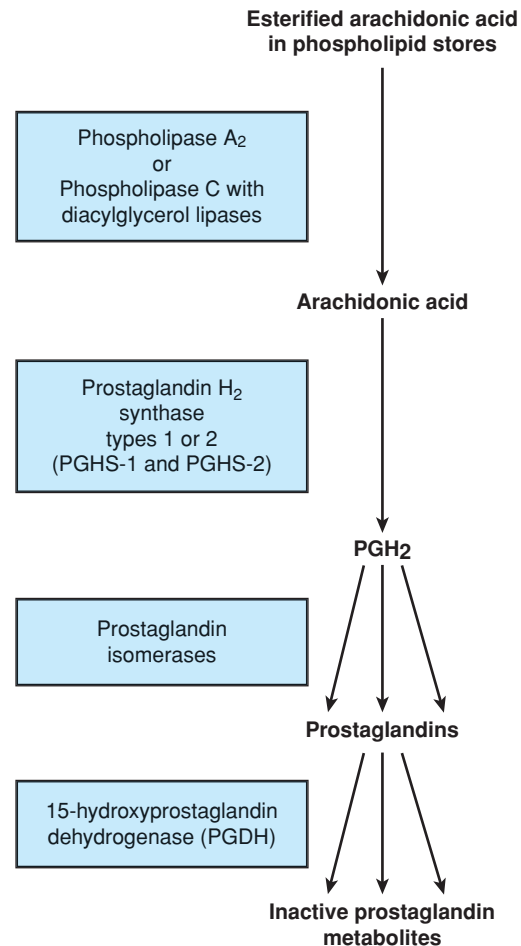 Esterified arachidonic acid
in phospholipid stores
Phospholipase A₂
or
Phospholipase C with
diacylglycerol lipases
Arachidonic acid
Prostaglandin H₂
synthase
types 1 or 2
(PGHS-1 and PGHS-2)
PGH₂
Prostaglandin
isomerases
Prostaglandins
15-hydroxyprostaglandin
dehydrogenase (PGDH)
Inactive prostaglandin
metabolites